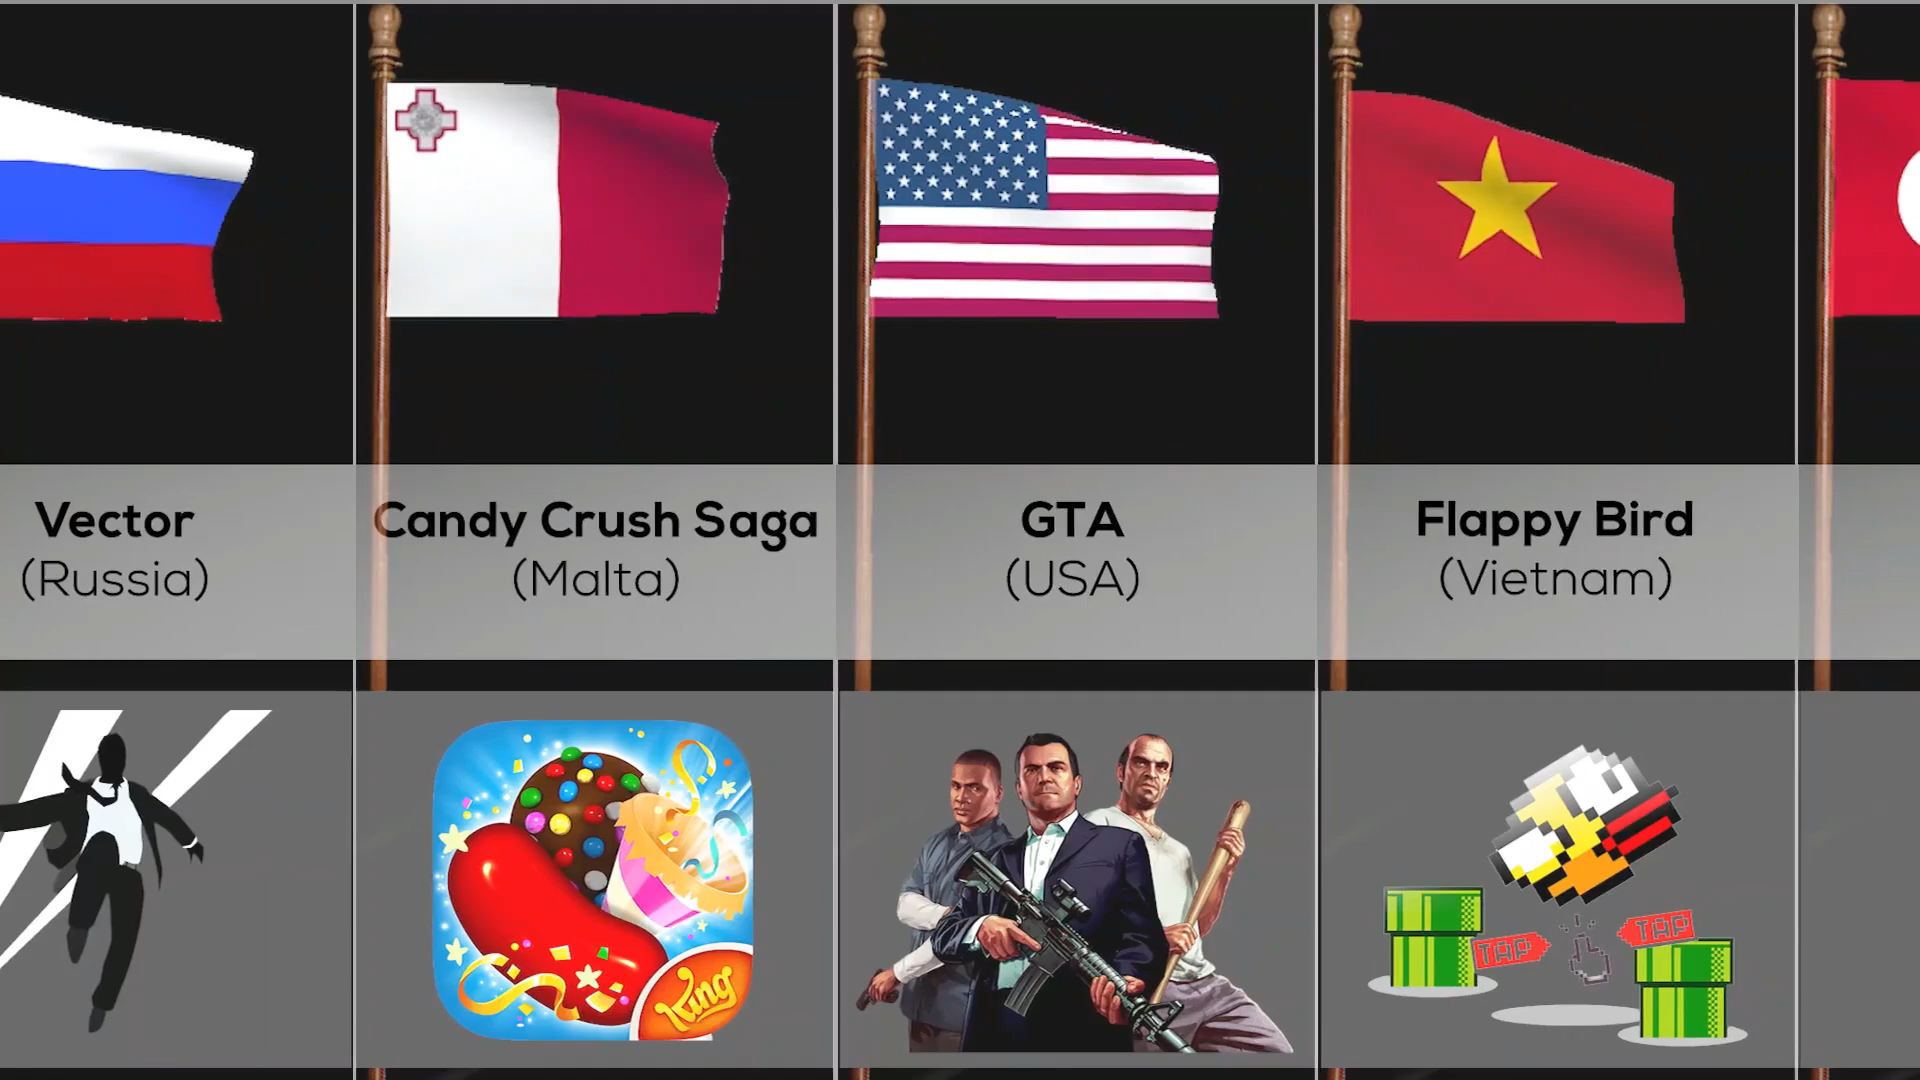 Vector
(Russia)
Candy Crush Saga
(Malta)
GTA
(USA)
Flappy Bird
(Vietnam)
King
TAP
TAP